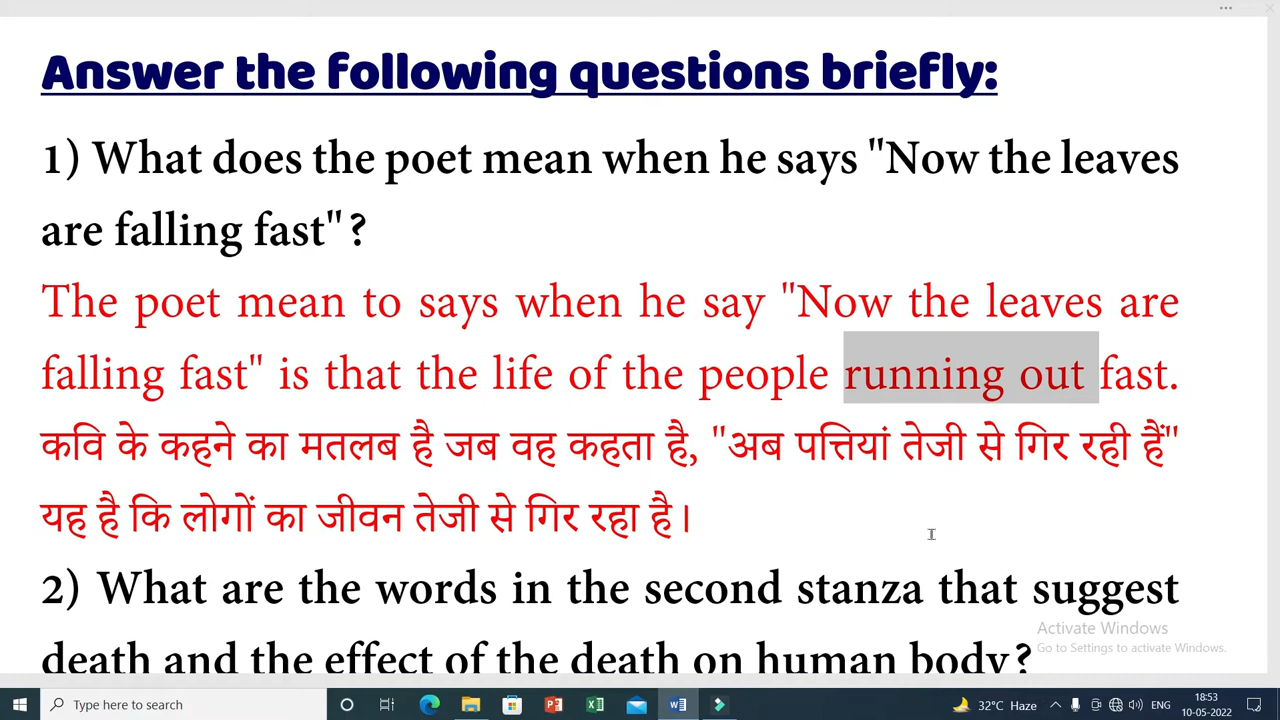 Answer the following questions briefly:
1) What does the poet mean when he says "Now the leaves
are falling fast"?
The poet mean to says when he say "Now the leaves are
falling fast" is that the life of the people running out fast.
कवि के कहने का मतलब है जब वह कहता है, "अब पत्तियां तेजी से गिर रही हैं"
यह है कि लोगों का जीवन तेजी से गिर रहा है।
2) What are the words in the second stanza that suggest
death and the effect of the death on human body?
Activate Windows
Go to Settings to activate Windows.
Type here to search
32°C Haze
ENG
18:53
10-05-2022